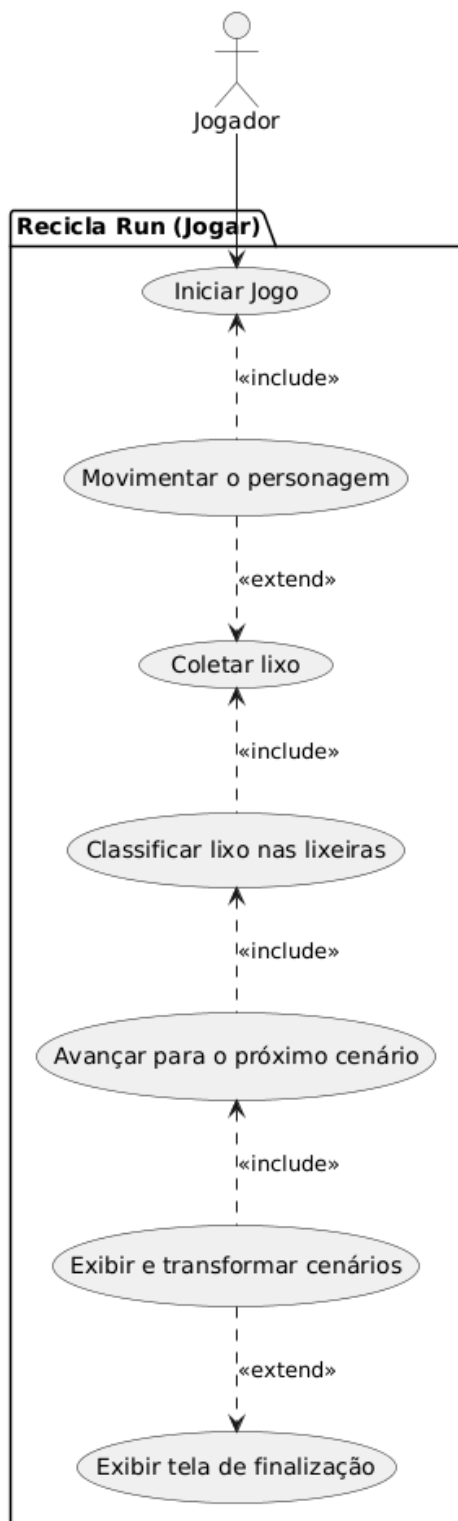 Jogador
Recicla Run (Jogar)
Iniciar Jogo
«include»
Movimentar o personagem
«extend»
Coletar lixo
«include»
Classificar lixo nas lixeiras
«include»
Avançar para o próximo cenário
«include»
Exibir e transformar cenários
«extend»
Exibir tela de finalização